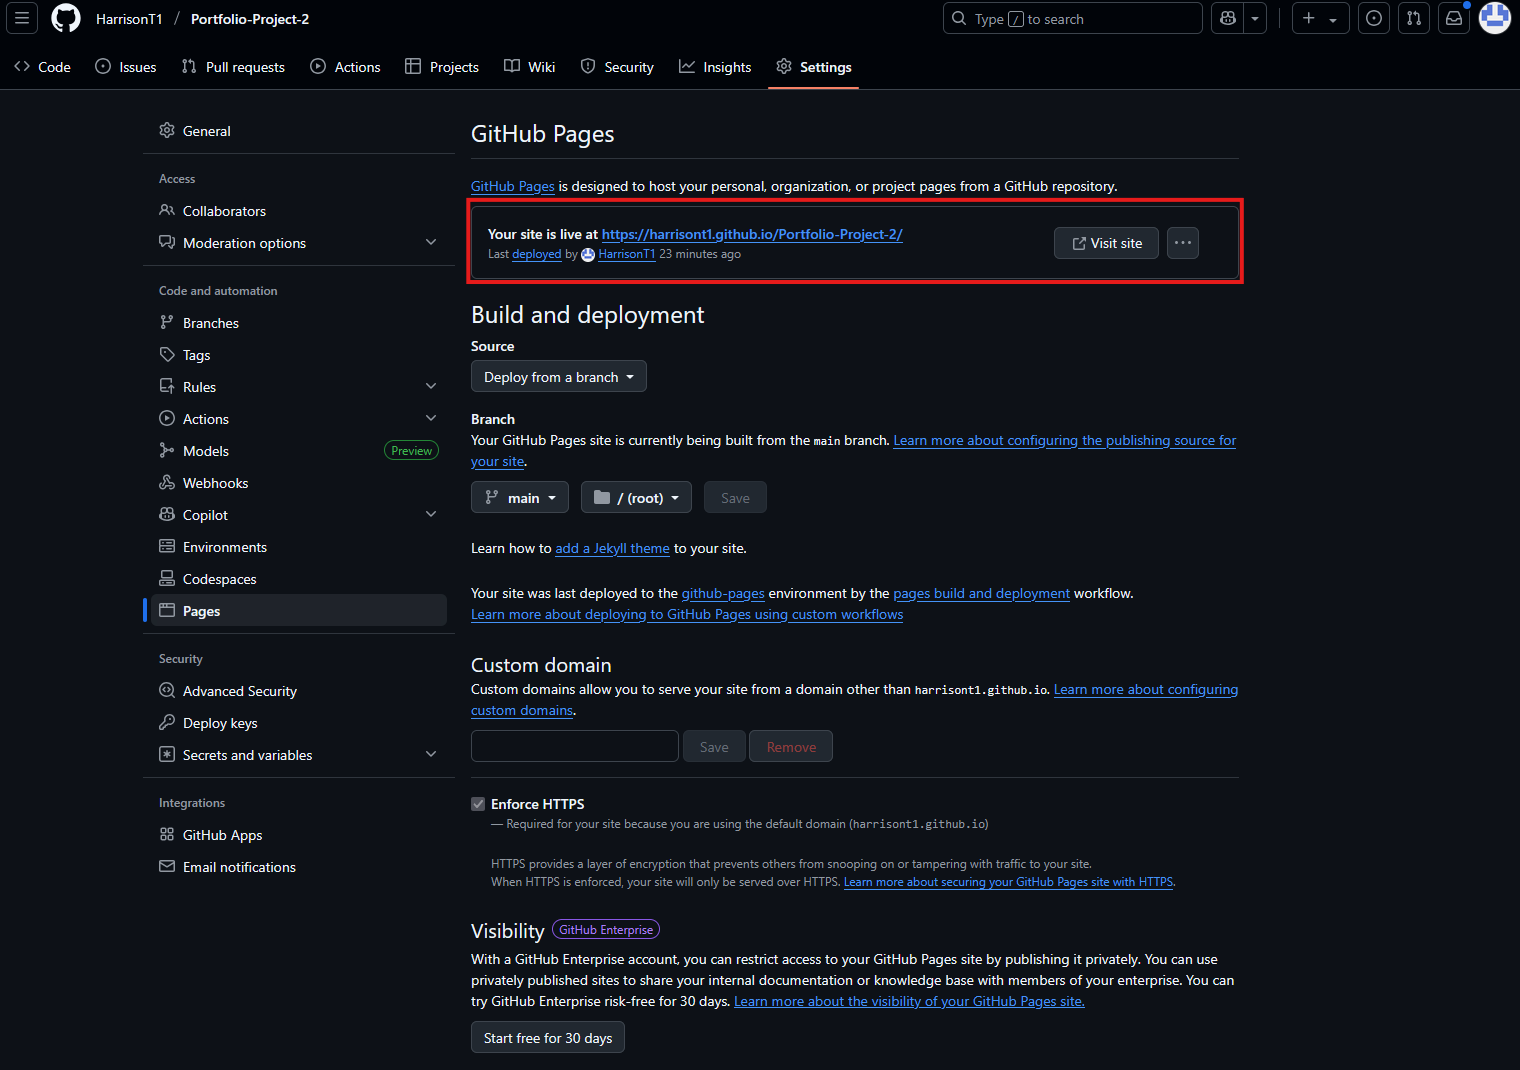 HarrisonT1 / Portfolio-Project-2
Type / to search
Code Issues Pull requests Actions Projects Wiki Security Insights Settings
General
Access
Collaborators
Moderation options
Code and automation
Branches
Tags
Rules
Actions
Models Preview
Webhooks
Copilot
Environments
Codespaces
Pages
Security
Advanced Security
Deploy keys
Secrets and variables
Integrations
GitHub Apps
Email notifications
GitHub Pages
GitHub Pages is designed to host your personal, organization, or project pages from a GitHub repository.
Your site is live at https://harrisont1.github.io/Portfolio-Project-2/
Last deployed by HarrisonT1 23 minutes ago
Visit site
Build and deployment
Source
Deploy from a branch
Branch
Your GitHub Pages site is currently being built from the main branch. Learn more about configuring the publishing source for
your site.
main / (root) Save
Learn how to add a Jekyll theme to your site.
Your site was last deployed to the github-pages environment by the pages build and deployment workflow.
Learn more about deploying to GitHub Pages using custom workflows
Custom domain
Custom domains allow you to serve your site from a domain other than harrisont1.github.io. Learn more about configuring
custom domains.
Save Remove
Enforce HTTPS
— Required for your site because you are using the default domain (harrisont1.github.io)
HTTPS provides a layer of encryption that prevents others from snooping on or tampering with traffic to your site.
When HTTPS is enforced, your site will only be served over HTTPS. Learn more about securing your GitHub Pages site with HTTPS.
Visibility GitHub Enterprise
With a GitHub Enterprise account, you can restrict access to your GitHub Pages site by publishing it privately. You can use
privately published sites to share your internal documentation or knowledge base with members of your enterprise. You can
try GitHub Enterprise risk-free for 30 days. Learn more about the visibility of your GitHub Pages site.
Start free for 30 days